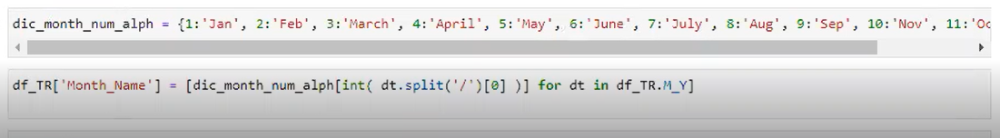 dic_month_num_alph = {1:'Jan', 2:'Feb', 3:'March', 4:'April', 5:'May', 6:'June', 7:'July', 8:'Aug', 9:'Sep', 10:'Nov', 11:'Oc
df_TR['Month_Name'] = [dic_month_num_alph[int( dt.split('/')[0] )] for dt in df_TR.M_Y]